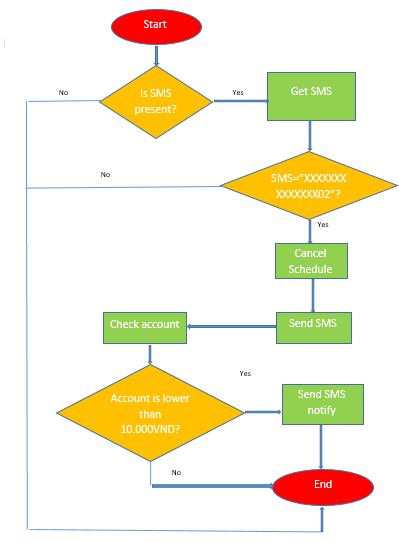 Start
Is SMS
present?
No
Yes
Get SMS
No
SMS="XXXXXXX
XXXXXXX02"?
Yes
Cancel
Schedule
Check account
Send SMS
Yes
Account is lower
than
10.000VND?
Send SMS
notify
No
End